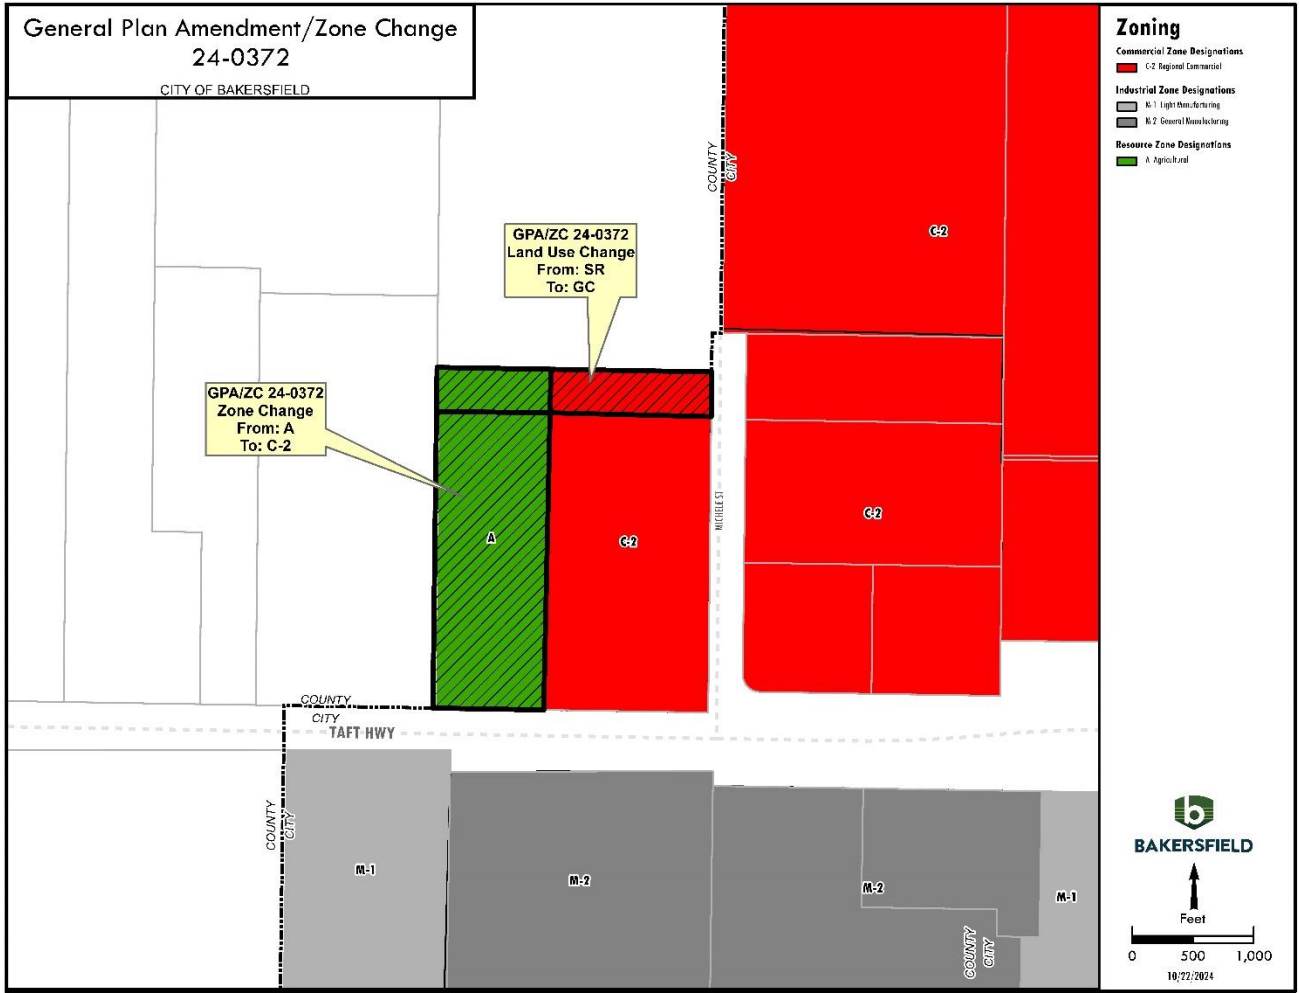 General Plan Amendment/Zone Change
24-0372
CITY OF BAKERSFIELD
Zoning
Commercial Zone Designations
C-2 Regional Commercial
Industrial Zone Designations
M-1 Light Manufacturing
M-2 General Manufacturing
Resource Zone Designations
A Agricultural
COUNTY
CITY
C-2
GPA/ZC 24-0372
Land Use Change
From: SR
To: GC
GPA/ZC 24-0372
Zone Change
From: A
To: C-2
A
C-2
MICHELE ST
C-2
COUNTY
CITY
TAFT HWY
COUNTY
CITY
M-1
M-2
M-2
M-1
COUNTY
CITY
b
BAKERSFIELD
Feet
0 500 1,000
10/22/2024